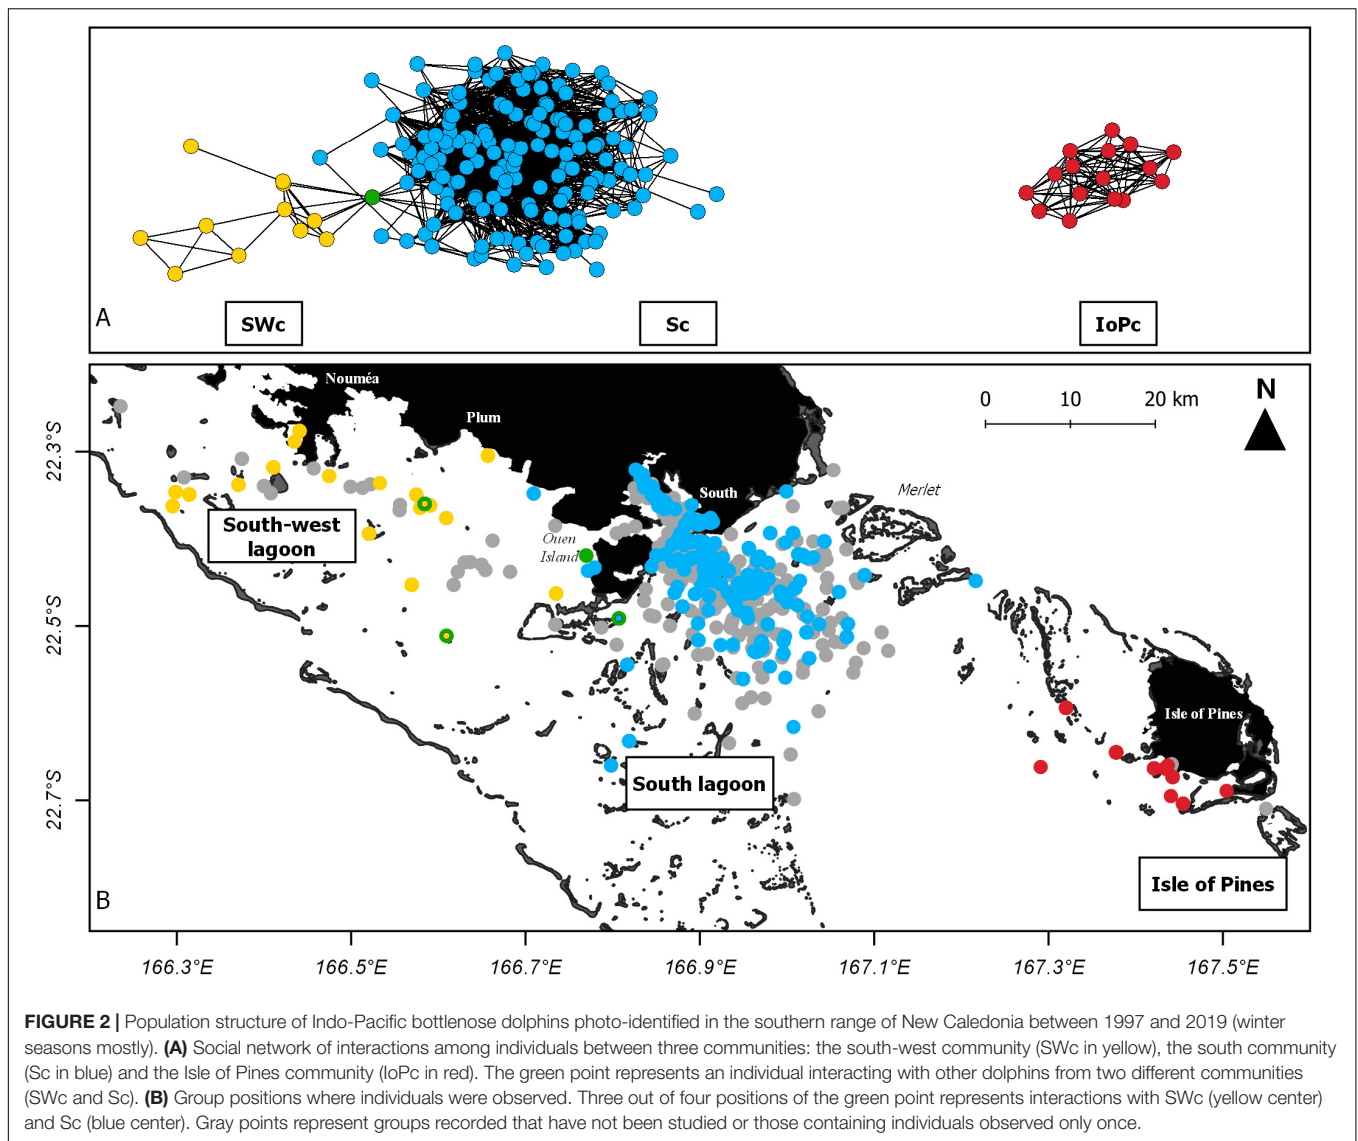 A
SWc
Sc
IoPc
Nouméa
Plum
0 10 20 km
N
22.3°S
South
Merlet
South-west
lagoon
Ouen
Island
22.5°S
Isle of Pines
South lagoon
22.7°S
Isle of Pines
B
166.3°E 166.5°E 166.7°E 166.9°E 167.1°E 167.3°E 167.5°E
FIGURE 2 | Population structure of Indo-Pacific bottlenose dolphins photo-identified in the southern range of New Caledonia between 1997 and 2019 (winter
seasons mostly). (A) Social network of interactions among individuals between three communities: the south-west community (SWc in yellow), the south community
(Sc in blue) and the Isle of Pines community (IoPc in red). The green point represents an individual interacting with other dolphins from two different communities
(SWc and Sc). (B) Group positions where individuals were observed. Three out of four positions of the green point represents interactions with SWc (yellow center)
and Sc (blue center). Gray points represent groups recorded that have not been studied or those containing individuals observed only once.